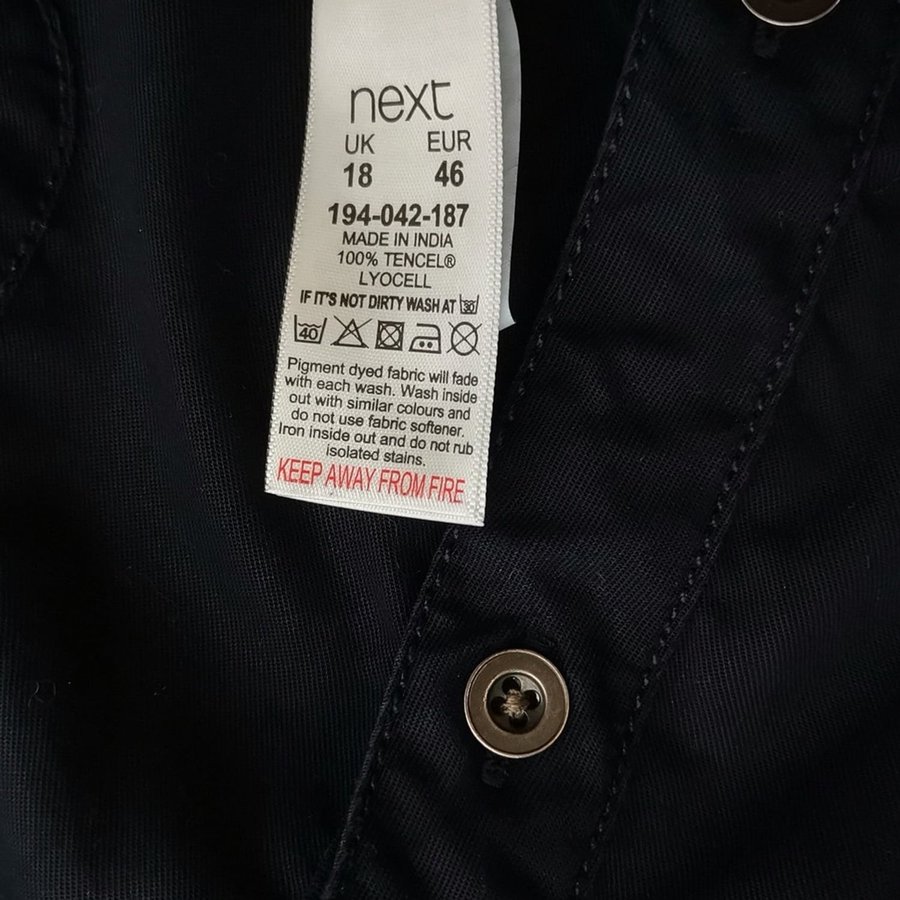 next
UK EUR
18 46
194-042-187
MADE IN INDIA
100% TENCEL®
LYOCELL
IF IT'S NOT DIRTY WASH AT 30
40
Pigment dyed fabric will fade
with each wash. Wash inside
out with similar colours and
do not use fabric softener.
Iron inside out and do not rub
isolated stains.
KEEP AWAY FROM FIRE